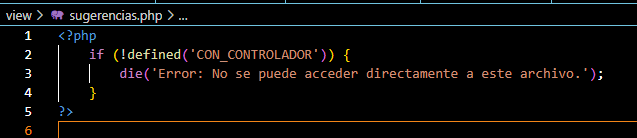 view > sugerencias.php > ...
1 <?php
2 if (!defined('CON_CONTROLADOR')) {
3 die('Error: No se puede acceder directamente a este archivo.');
4 }
5 ?>
6